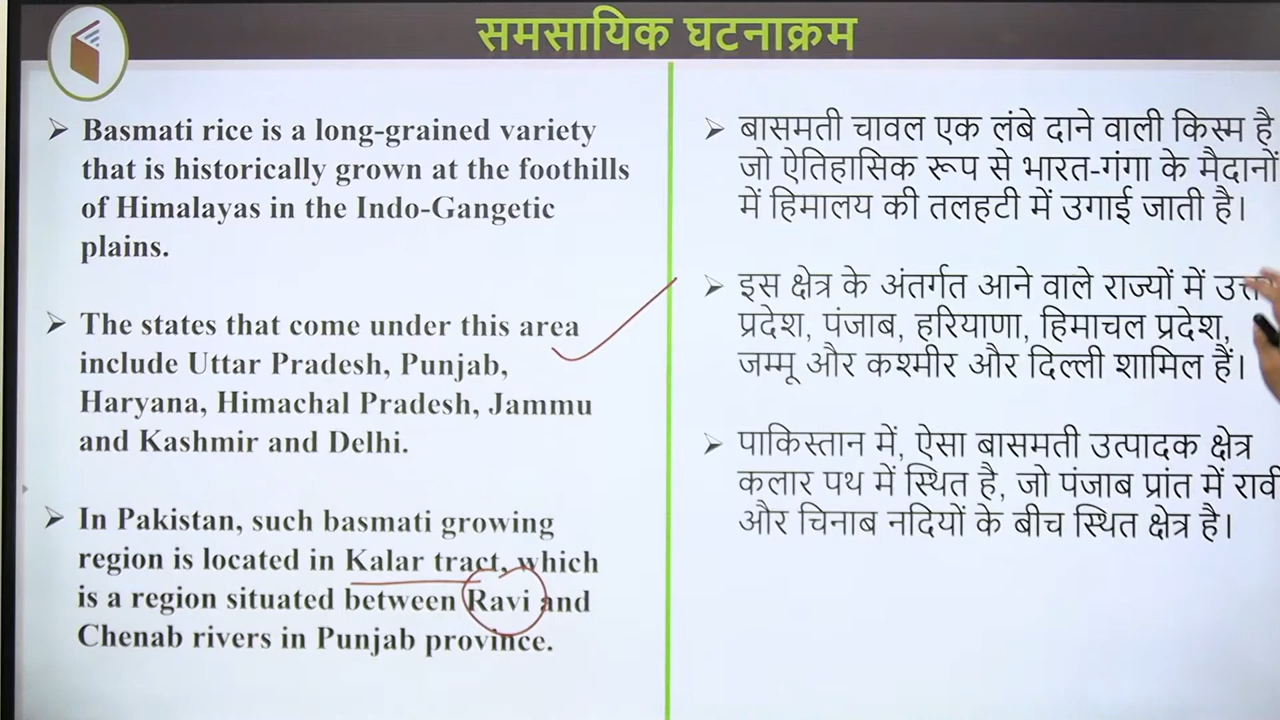 समसामयिक घटनाक्रम
➢ Basmati rice is a long-grained variety
that is historically grown at the foothills
of Himalayas in the Indo-Gangetic
plains.
➢ The states that come under this area
include Uttar Pradesh, Punjab,
Haryana, Himachal Pradesh, Jammu
and Kashmir and Delhi.
➢ In Pakistan, such basmati growing
region is located in Kalar tract, which
is a region situated between Ravi and
Chenab rivers in Punjab province.
➢ बासमती चावल एक लंबे दाने वाली किस्म है
जो ऐतिहासिक रूप से भारत-गंगा के मैदानों
में हिमालय की तलहटी में उगाई जाती है।
➢ इस क्षेत्र के अंतर्गत आने वाले राज्यों में
प्रदेश, पंजाब, हरियाणा, हिमाचल प्रदेश,
जम्मू और कश्मीर और दिल्ली शामिल हैं।
➢ पाकिस्तान में, ऐसा बासमती उत्पादक क्षेत्र
कलार पथ में स्थित है, जो पंजाब प्रांत में रावी
और चिनाब नदियों के बीच स्थित क्षेत्र है।